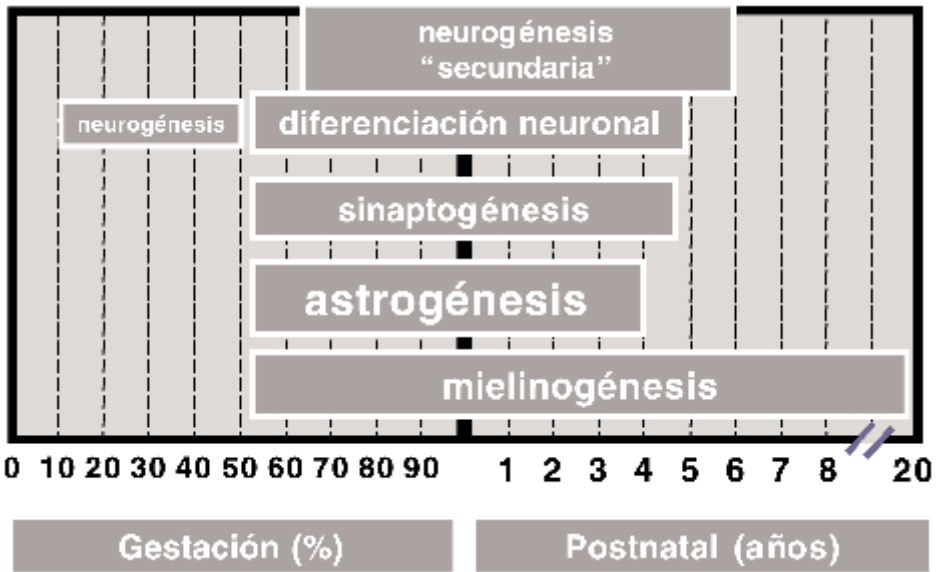 neurogénesis
“secundaria”
neurogénesis
diferenciación neuronal
sinaptogénesis
astrogénesis
mielinogénesis
0 10 20 30 40 50 60 70 80 90 1 2 3 4 5 6 7 8 20
Gestación (%) Postnatal (años)